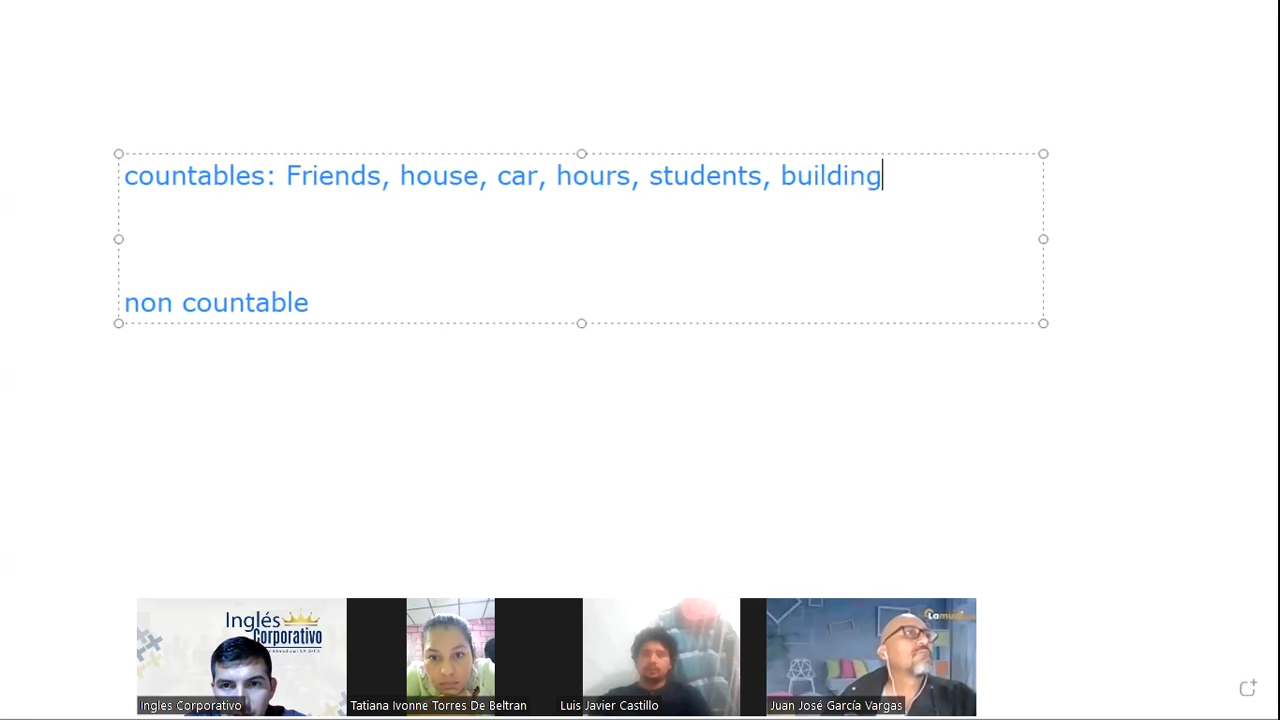 countables: Friends, house, car, hours, students, building
non countable
Inglés
Corporativo
Ingles Corporativo
Tatiana Ivonne Torres De Beltran
Luis Javier Castillo
Juan José García Vargas